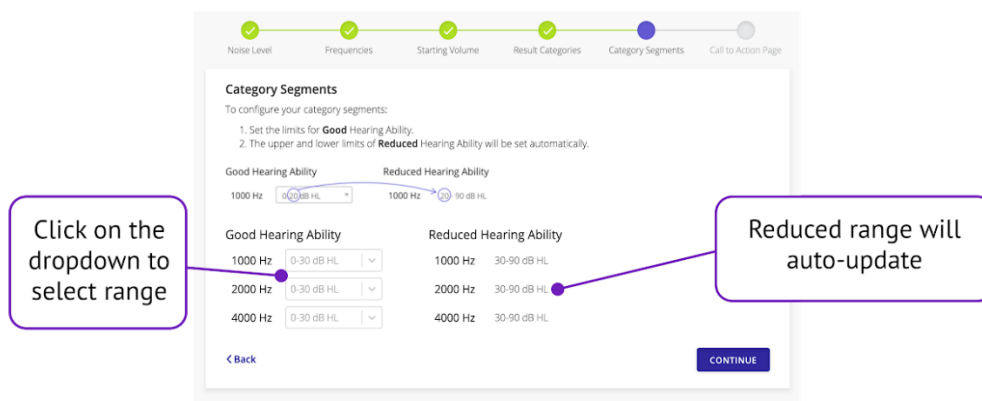 Noise Level Frequencies Starting Volume Result Categories Category Segments Call to Action Page
Category Segments
To configure your category segments:
1. Set the limits for Good Hearing Ability.
2. The upper and lower limits of Reduced Hearing Ability will be set automatically.
Good Hearing Ability Reduced Hearing Ability
1000 Hz 0-20 dB HL 1000 Hz 20- 90 dB HL
Click on the
dropdown to
select range
Good Hearing Ability Reduced Hearing Ability
1000 Hz 0-30 dB HL 1000 Hz 30-90 dB HL
2000 Hz 0-30 dB HL 2000 Hz 30-90 dB HL
4000 Hz 0-30 dB HL 4000 Hz 30-90 dB HL
Reduced range will
auto-update
< Back CONTINUE